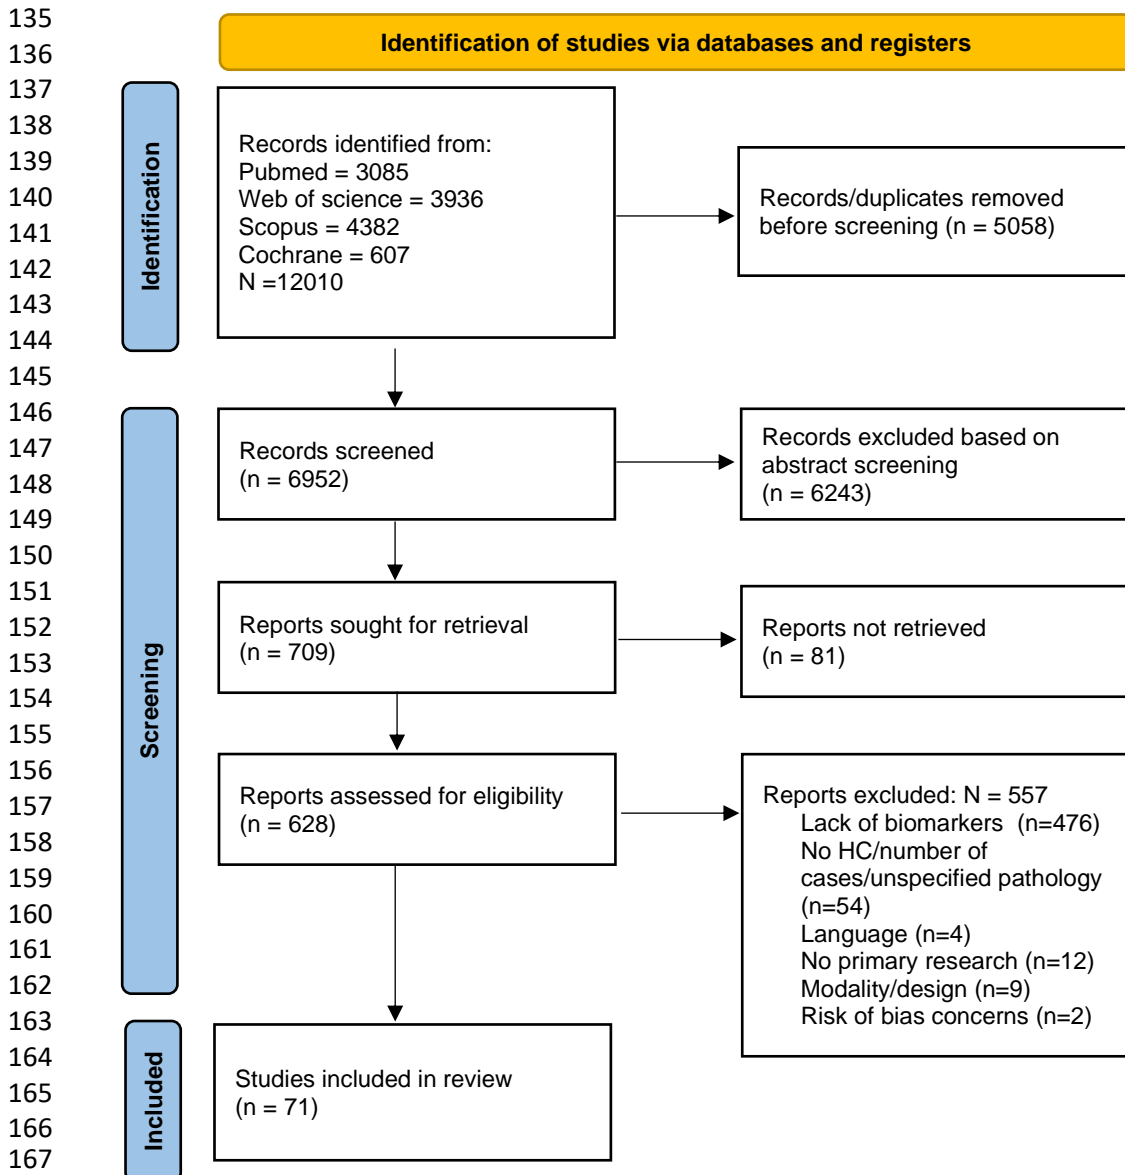 135
136
137
138
139
140
141
142
143
144
145
146
147
148
149
150
151
152
153
154
155
156
157
158
159
160
161
162
163
164
165
166
167
Identification of studies via databases and registers
Identification
Records identified from:
Pubmed = 3085
Web of science = 3936
Scopus = 4382
Cochrane = 607
N =12010
Records/duplicates removed
before screening (n = 5058)
Screening
Records screened
(n = 6952)
Records excluded based on
abstract screening
(n = 6243)
Reports sought for retrieval
(n = 709)
Reports not retrieved
(n = 81)
Reports assessed for eligibility
(n = 628)
Reports excluded: N = 557
Lack of biomarkers  (n=476)
No HC/number of
cases/unspecified pathology
(n=54)
Language (n=4)
No primary research (n=12)
Modality/design (n=9)
Risk of bias concerns (n=2)
Included
Studies included in review
(n = 71)